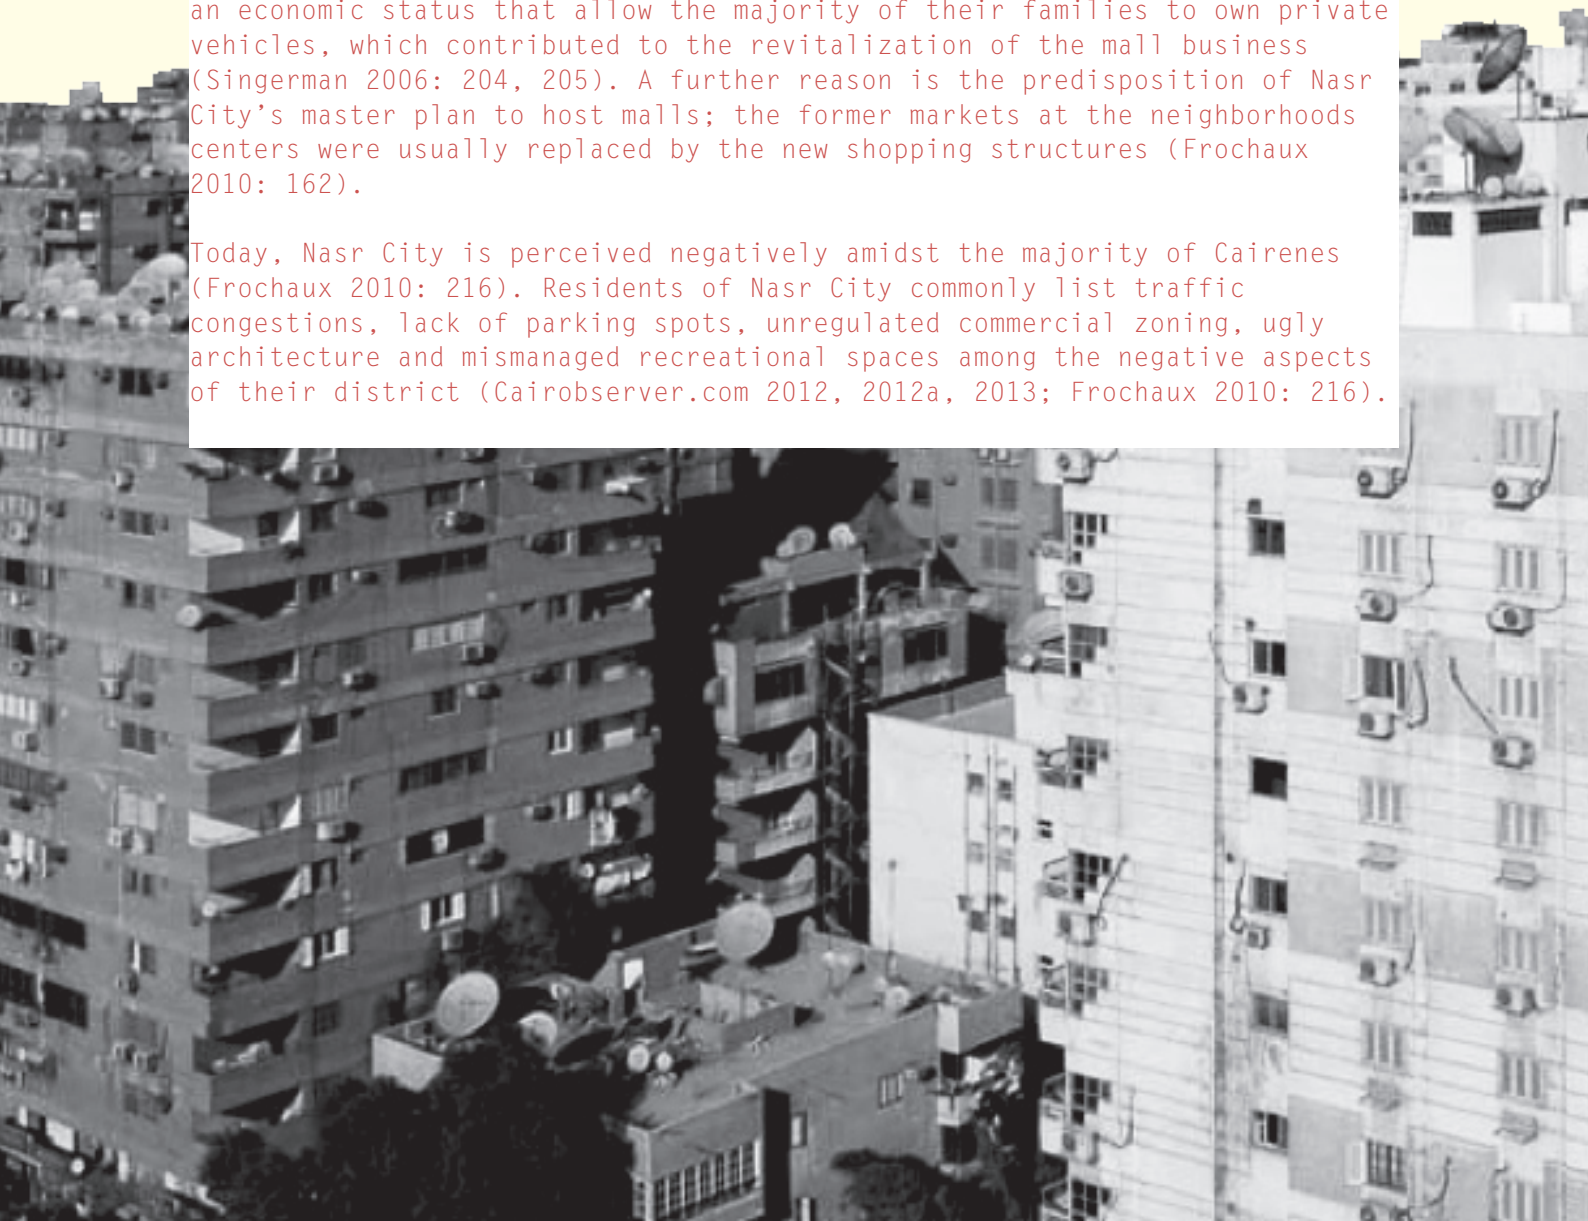 an economic status that allow the majority of their families to own private
vehicles, which contributed to the revitalization of the mall business
(Singerman 2006: 204, 205). A further reason is the predisposition of Nasr
City’s master plan to host malls; the former markets at the neighborhoods
centers were usually replaced by the new shopping structures (Frochaux
2010: 162).
Today, Nasr City is perceived negatively amidst the majority of Cairenes
(Frochaux 2010: 216). Residents of Nasr City commonly list traffic
congestions, lack of parking spots, unregulated commercial zoning, ugly
architecture and mismanaged recreational spaces among the negative aspects
of their district (Cairobserver.com 2012, 2012a, 2013; Frochaux 2010: 216).